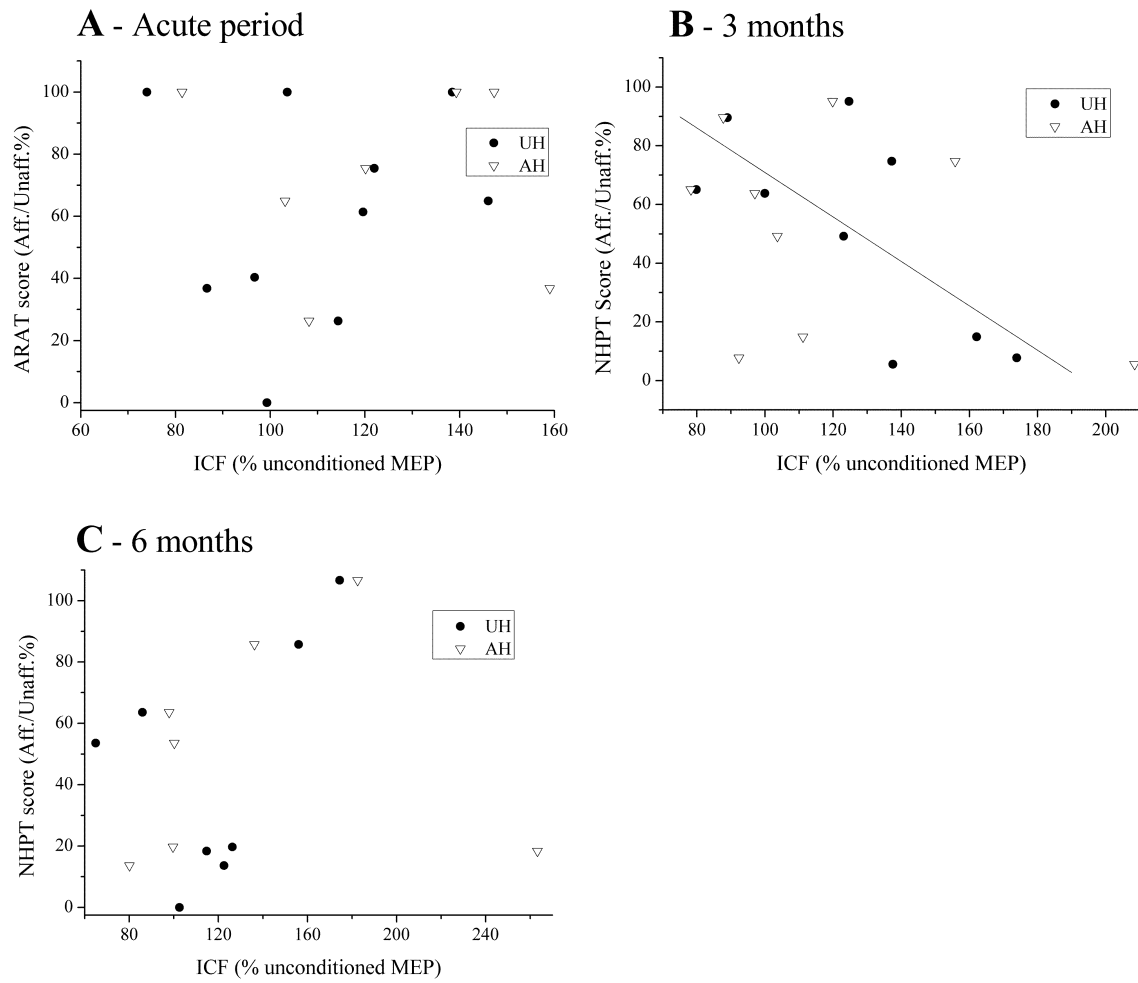 A - Acute period
100
80
60
40
20
0
ARAT score (Aff./Unaff.%)
UH
AH
60 80 100 120 140 160
ICF (% unconditioned MEP)
B - 3 months
100
80
60
40
20
0
NHPT Score (Aff./Unaff.%)
UH
AH
80 100 120 140 160 180 200
ICF (% unconditioned MEP)
C - 6 months
100
80
60
40
20
0
NHPT score (Aff./Unaff.%)
UH
AH
80 120 160 200 240
ICF (% unconditioned MEP)